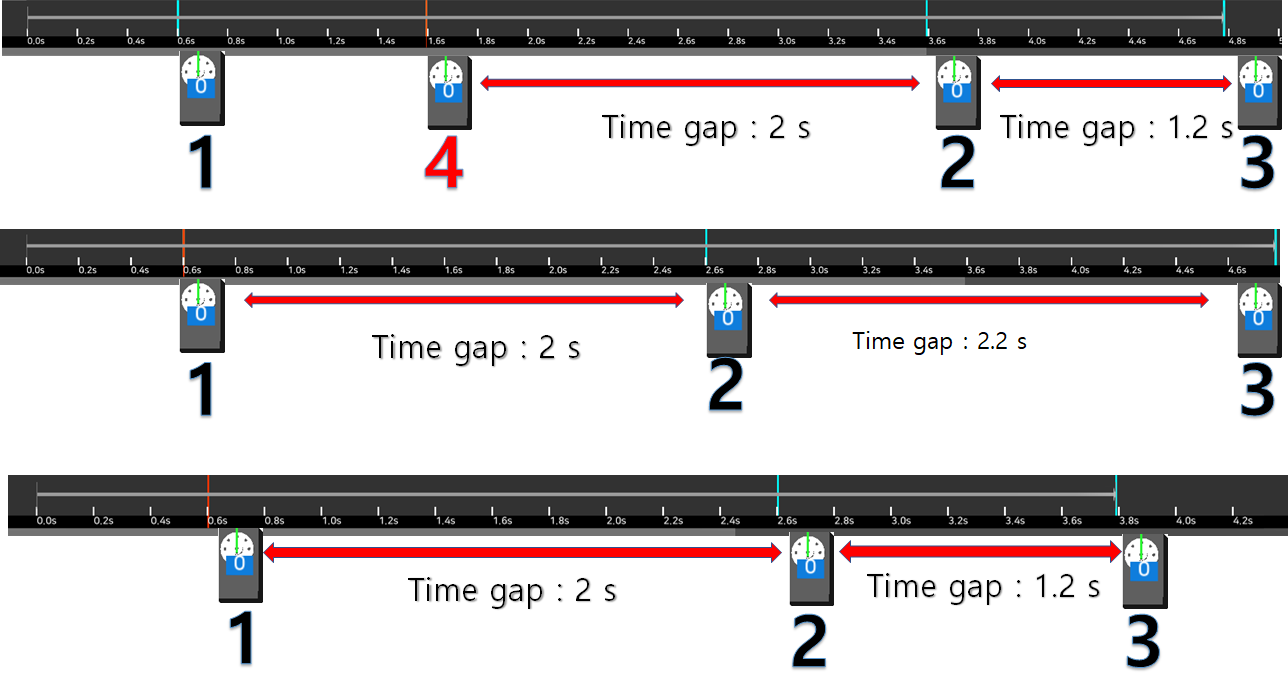 0.0s 0.2s 0.4s 0.6s 0.8s 1.0s 1.2s 1.4s 1.6s 1.8s 2.0s 2.2s 2.4s 2.6s 2.8s 3.0s 3.2s 3.4s 3.6s 3.8s 4.0s 4.2s 4.4s 4.6s 4.8s 5
0 0 0 0
Time gap : 2 s Time gap : 1.2 s
1 4 2 3
0.0s 0.2s 0.4s 0.6s 0.8s 1.0s 1.2s 1.4s 1.6s 1.8s 2.0s 2.2s 2.4s 2.6s 2.8s 3.0s 3.2s 3.4s 3.6s 3.8s 4.0s 4.2s 4.4s 4.6s
0 0 0
Time gap : 2 s Time gap : 2.2 s
1 2 3
0.0s 0.2s 0.4s 0.6s 0.8s 1.0s 1.2s 1.4s 1.6s 1.8s 2.0s 2.2s 2.4s 2.6s 2.8s 3.0s 3.2s 3.4s 3.6s 3.8s 4.0s 4.2s
0 0 0
Time gap : 2 s Time gap : 1.2 s
1 2 3